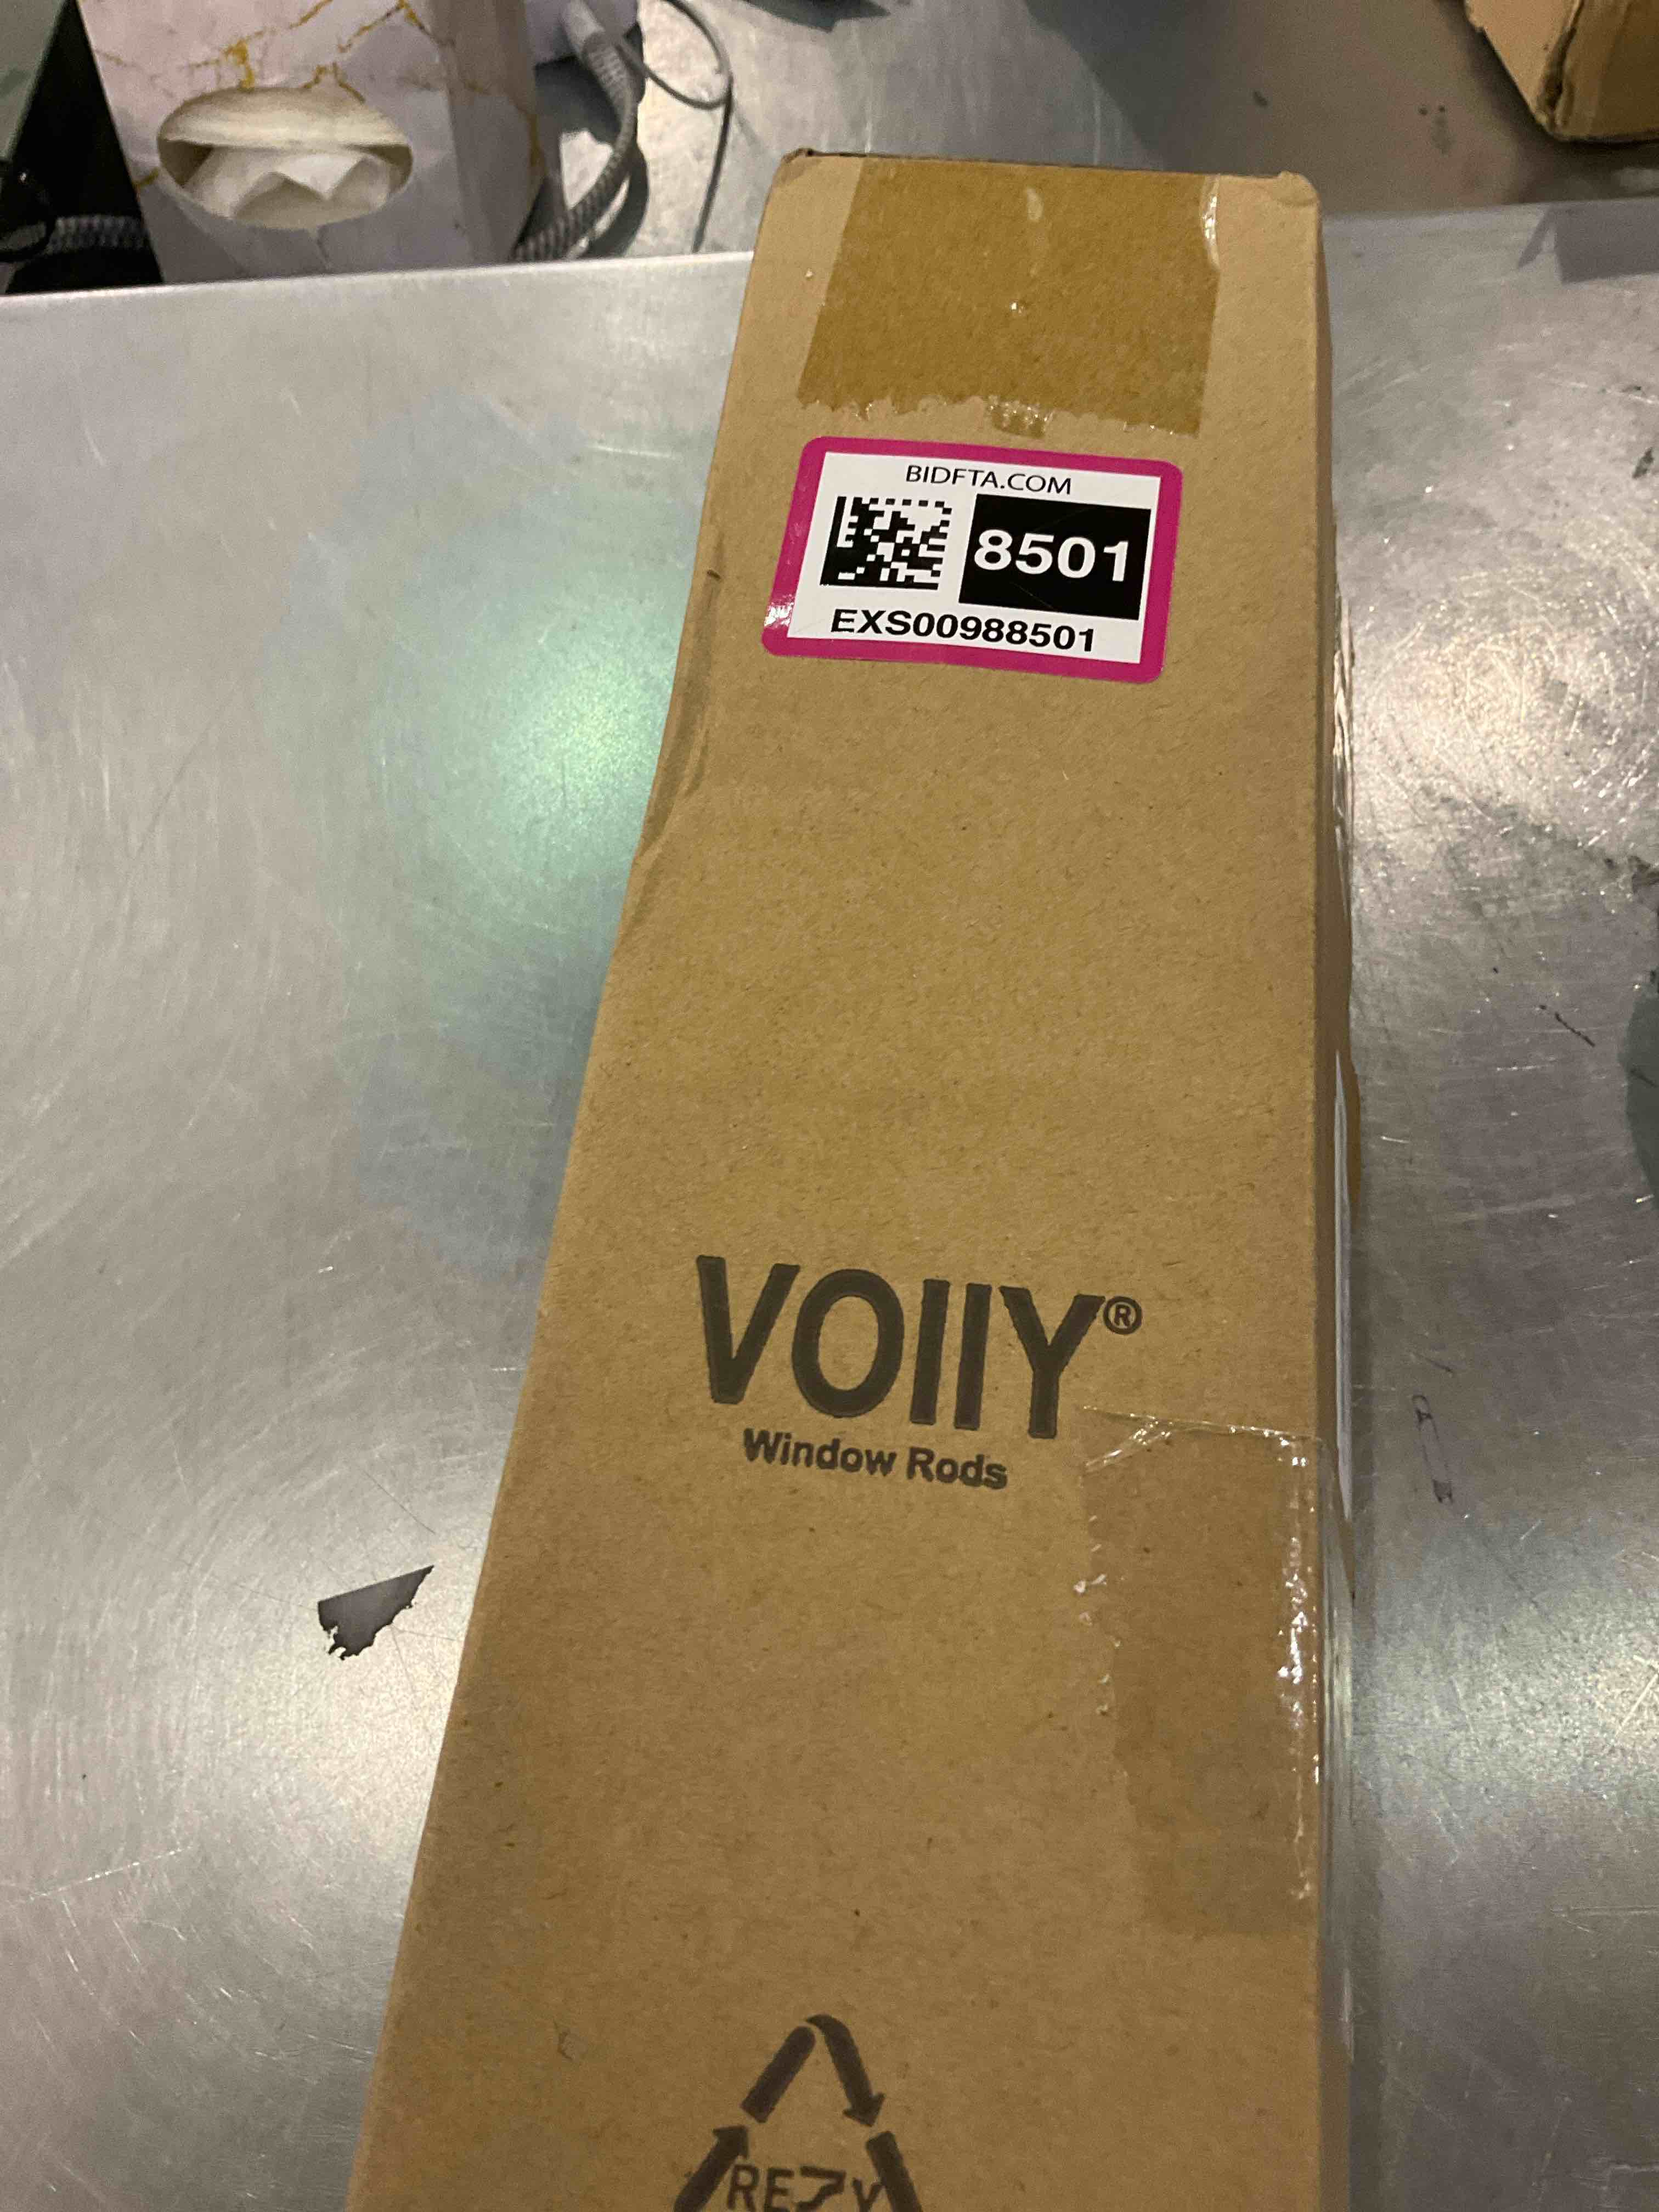 BIDFTA.COM
8501
EXS00988501
VOIIY®
Window Rods